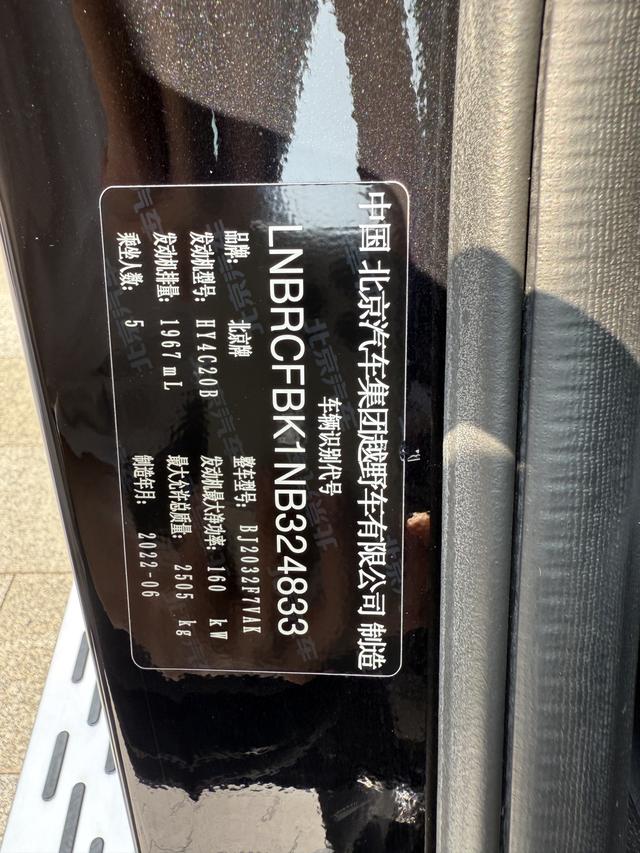 中国 北京汽车集团越野车有限公司 制造
车辆识别代号
LNBRCFBK1NB324833
品牌： 北京牌 整车型号： BJ2032F7VAK
发动机型号： HY4C20B 发动机最大净功率： 160 kW
发动机排量： 1967mL 最大允许总质量： 2505 kg
乘坐人数： 5 制造年月： 2022-06